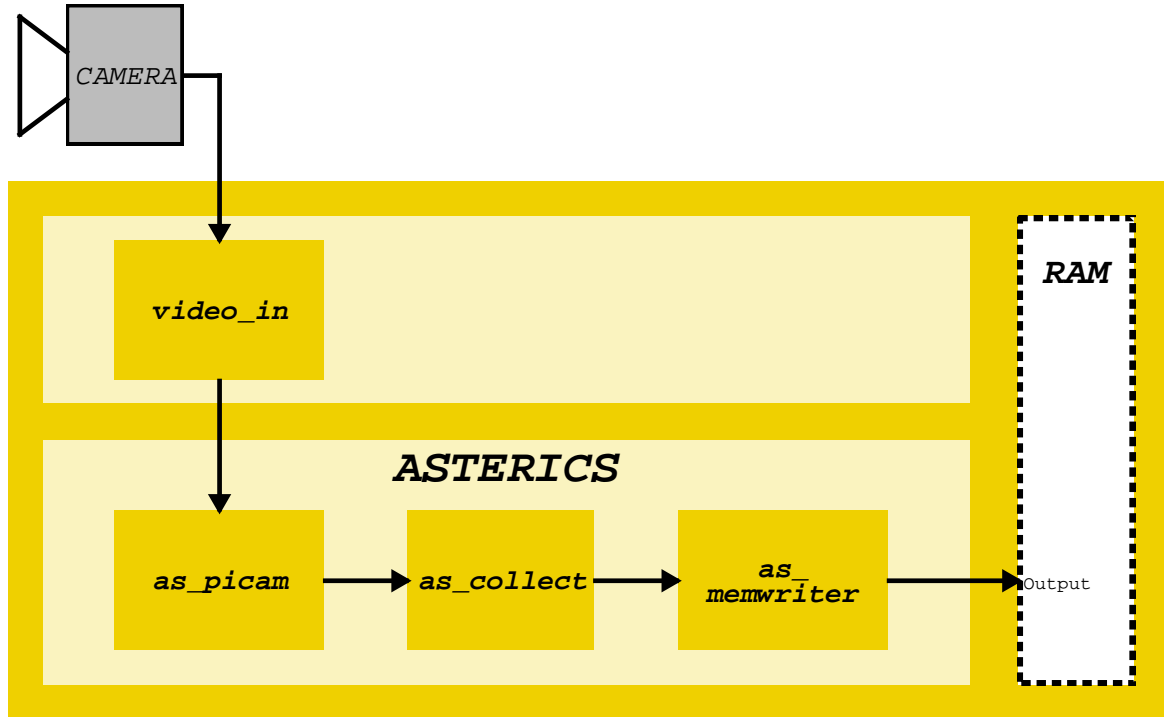 CAMERA
video_in
RAM
ASTERICS
as_picam
as_collect
as_
memwriter
Output